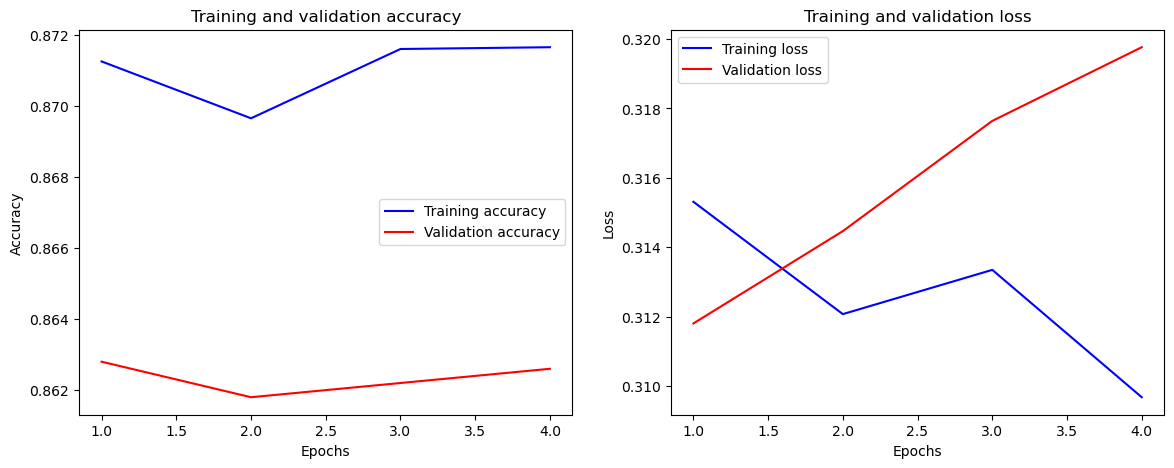 Training and validation accuracy
0.872
0.870
0.868
0.866
0.864
0.862
Accuracy
Training accuracy
Validation accuracy
1.0 1.5 2.0 2.5 3.0 3.5 4.0
Epochs
Training and validation loss
0.320
0.318
0.316
0.314
0.312
0.310
Loss
Training loss
Validation loss
1.0 1.5 2.0 2.5 3.0 3.5 4.0
Epochs